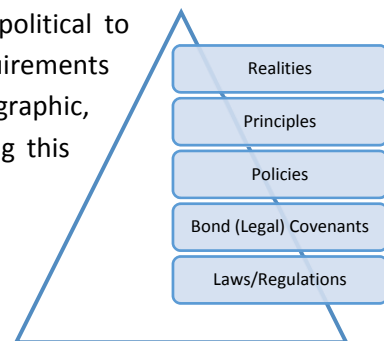 political to
uirements
graphic,
g this
Realities
Principles
Policies
Bond (Legal) Covenants
Laws/Regulations